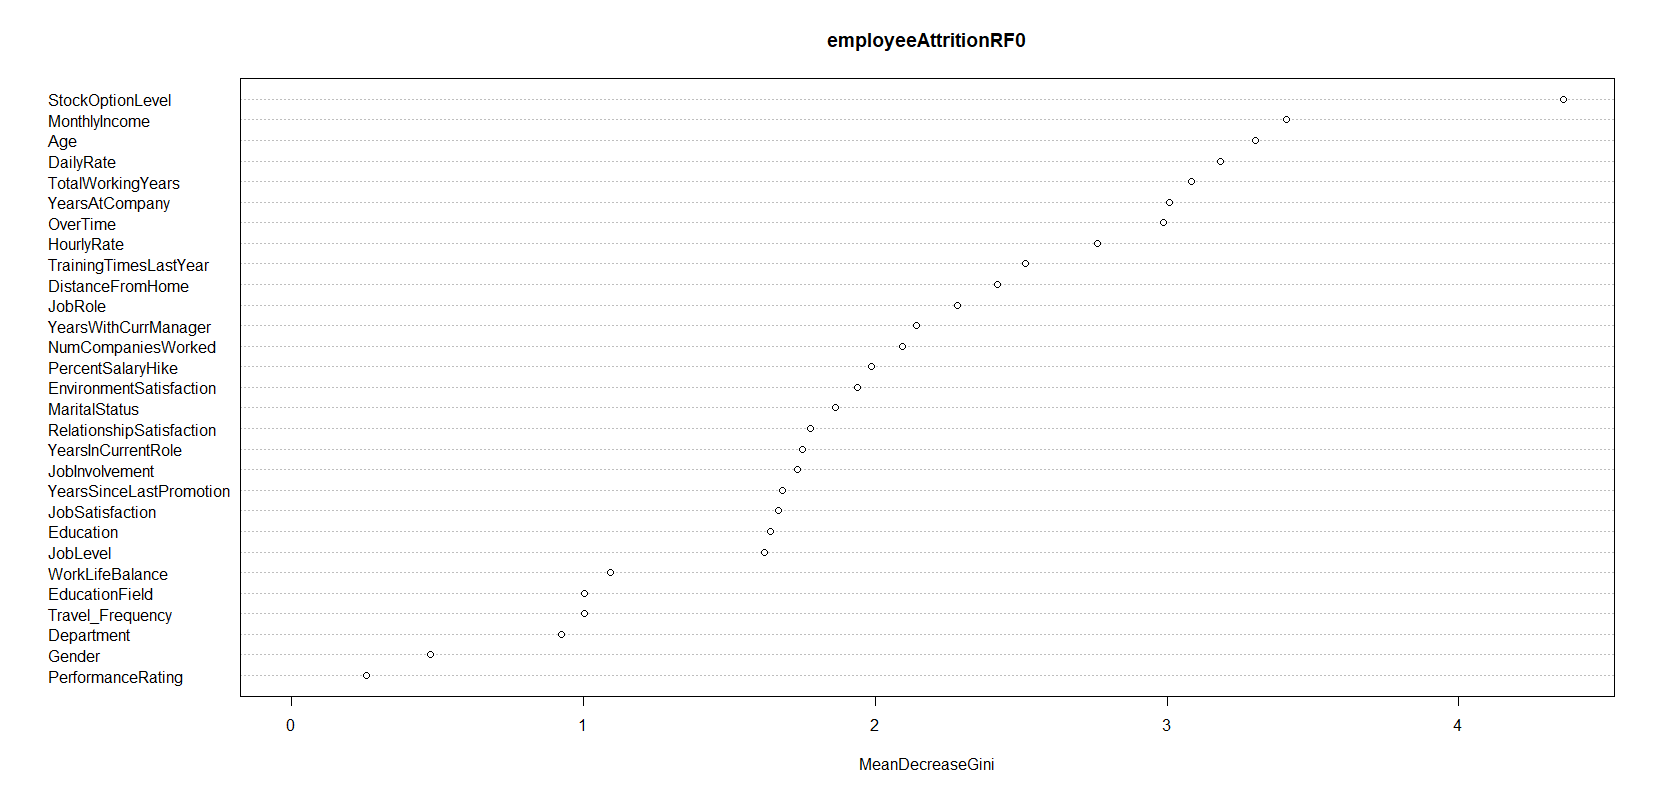 employeeAttritionRF0
StockOptionLevel
MonthlyIncome
Age
DailyRate
TotalWorkingYears
YearsAtCompany
OverTime
HourlyRate
TrainingTimesLastYear
DistanceFromHome
JobRole
YearsWithCurrManager
NumCompaniesWorked
PercentSalaryHike
EnvironmentSatisfaction
MaritalStatus
RelationshipSatisfaction
YearsInCurrentRole
JobInvolvement
YearsSinceLastPromotion
JobSatisfaction
Education
JobLevel
WorkLifeBalance
EducationField
Travel_Frequency
Department
Gender
PerformanceRating
0 1 2 3 4
MeanDecreaseGini